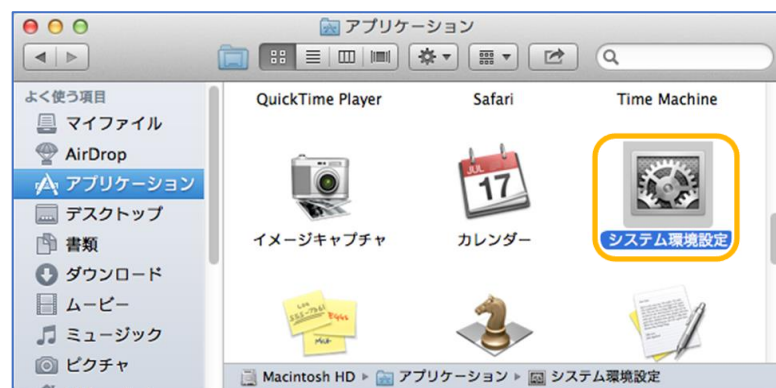 アプリケーション
よく使う項目
マイファイル
AirDrop
アプリケーション
デスクトップ
書類
ダウンロード
ムービー
ミュージック
ピクチャ
QuickTime Player
Safari
Time Machine
JUL
17
イメージキャプチャ
カレンダー
システム環境設定
Macintosh HD ▸ アプリケーション ▸ システム環境設定